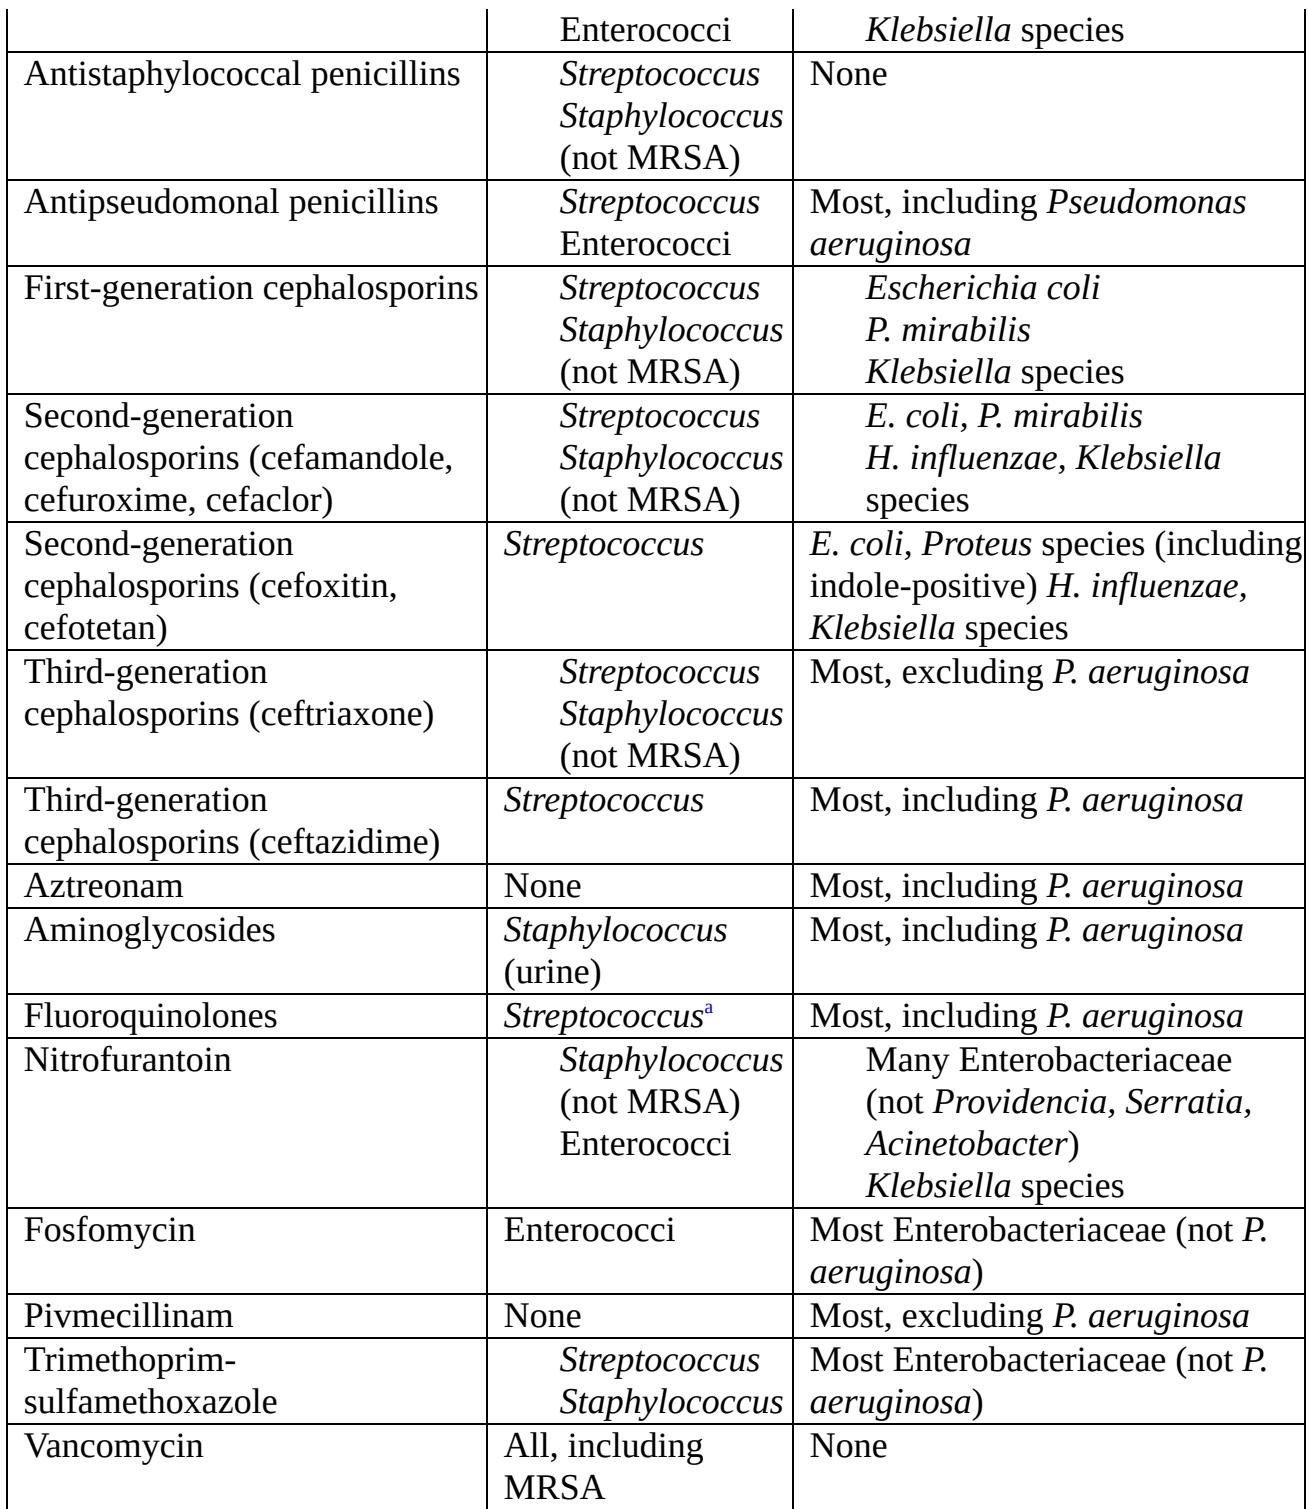 Enterococci Klebsiella species
Antistaphylococcal penicillins Streptococcus None
Staphylococcus
(not MRSA)
Antipseudomonal penicillins Streptococcus Most, including Pseudomonas
Enterococci aeruginosa
First-generation cephalosporins Streptococcus Escherichia coli
Staphylococcus P. mirabilis
(not MRSA) Klebsiella species
Second-generation Streptococcus E. coli, P. mirabilis
cephalosporins (cefamandole, Staphylococcus H. influenzae, Klebsiella
cefuroxime, cefaclor) (not MRSA) species
Second-generation Streptococcus E. coli, Proteus species (including
cephalosporins (cefoxitin, indole-positive) H. influenzae,
cefotetan) Klebsiella species
Third-generation Streptococcus Most, excluding P. aeruginosa
cephalosporins (ceftriaxone) Staphylococcus
(not MRSA)
Third-generation Streptococcus Most, including P. aeruginosa
cephalosporins (ceftazidime)
Aztreonam None Most, including P. aeruginosa
Aminoglycosides Staphylococcus Most, including P. aeruginosa
(urine)
Fluoroquinolones Streptococcusa Most, including P. aeruginosa
Nitrofurantoin Staphylococcus Many Enterobacteriaceae
(not MRSA) (not Providencia, Serratia,
Enterococci Acinetobacter)
Klebsiella species
Fosfomycin Enterococci Most Enterobacteriaceae (not P.
aeruginosa)
Pivmecillinam None Most, excluding P. aeruginosa
Trimethoprim- Streptococcus Most Enterobacteriaceae (not P.
sulfamethoxazole Staphylococcus aeruginosa)
Vancomycin All, including None
MRSA